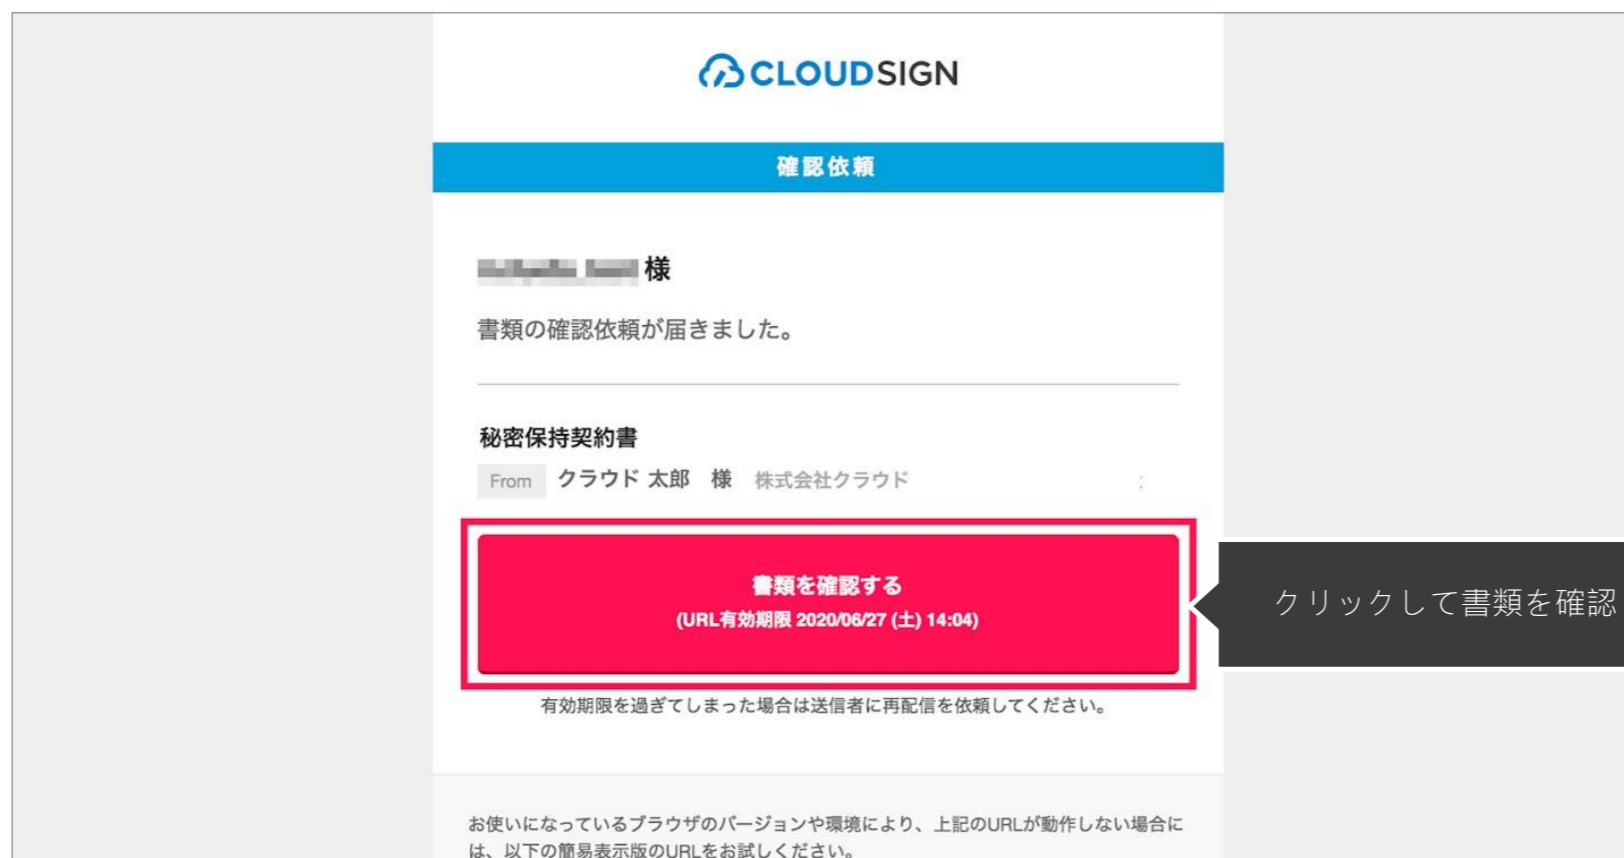 CLOUDSIGN
確認依頼
様
書類の確認依頼が届きました。
秘密保持契約書
From クラウド 太郎 様 株式会社クラウド
書類を確認する
(URL有効期限 2020/06/27 (土) 14:04)
クリックして書類を確認
有効期限を過ぎてしまった場合は送信者に再配信を依頼してください。
お使いになっているブラウザのバージョンや環境により、上記のURLが動作しない場合に
は、以下の簡易表示版のURLをお試しください。